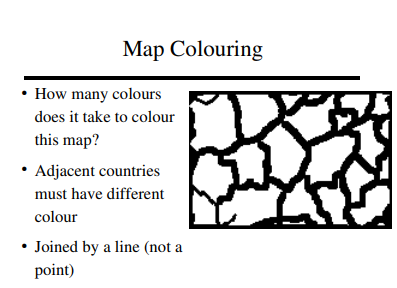 Map Colouring
• How many colours
does it take to colour
this map?
• Adjacent countries
must have different
colour
• Joined by a line (not a
point)